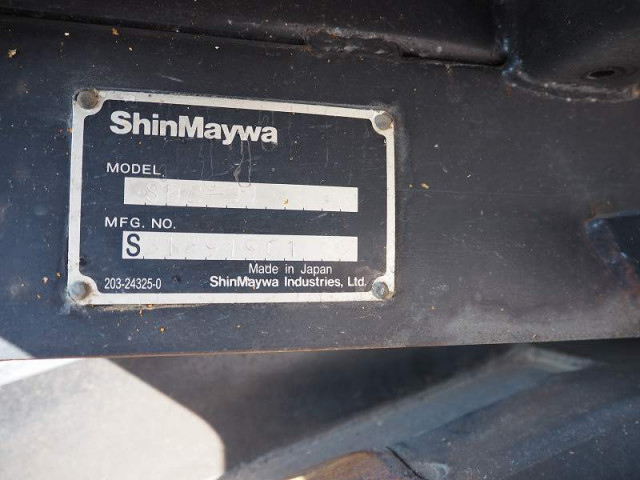 ShinMaywa
MODEL
MFG. NO.
S
Made in Japan
203-24325-0 ShinMaywa Industries, Ltd.